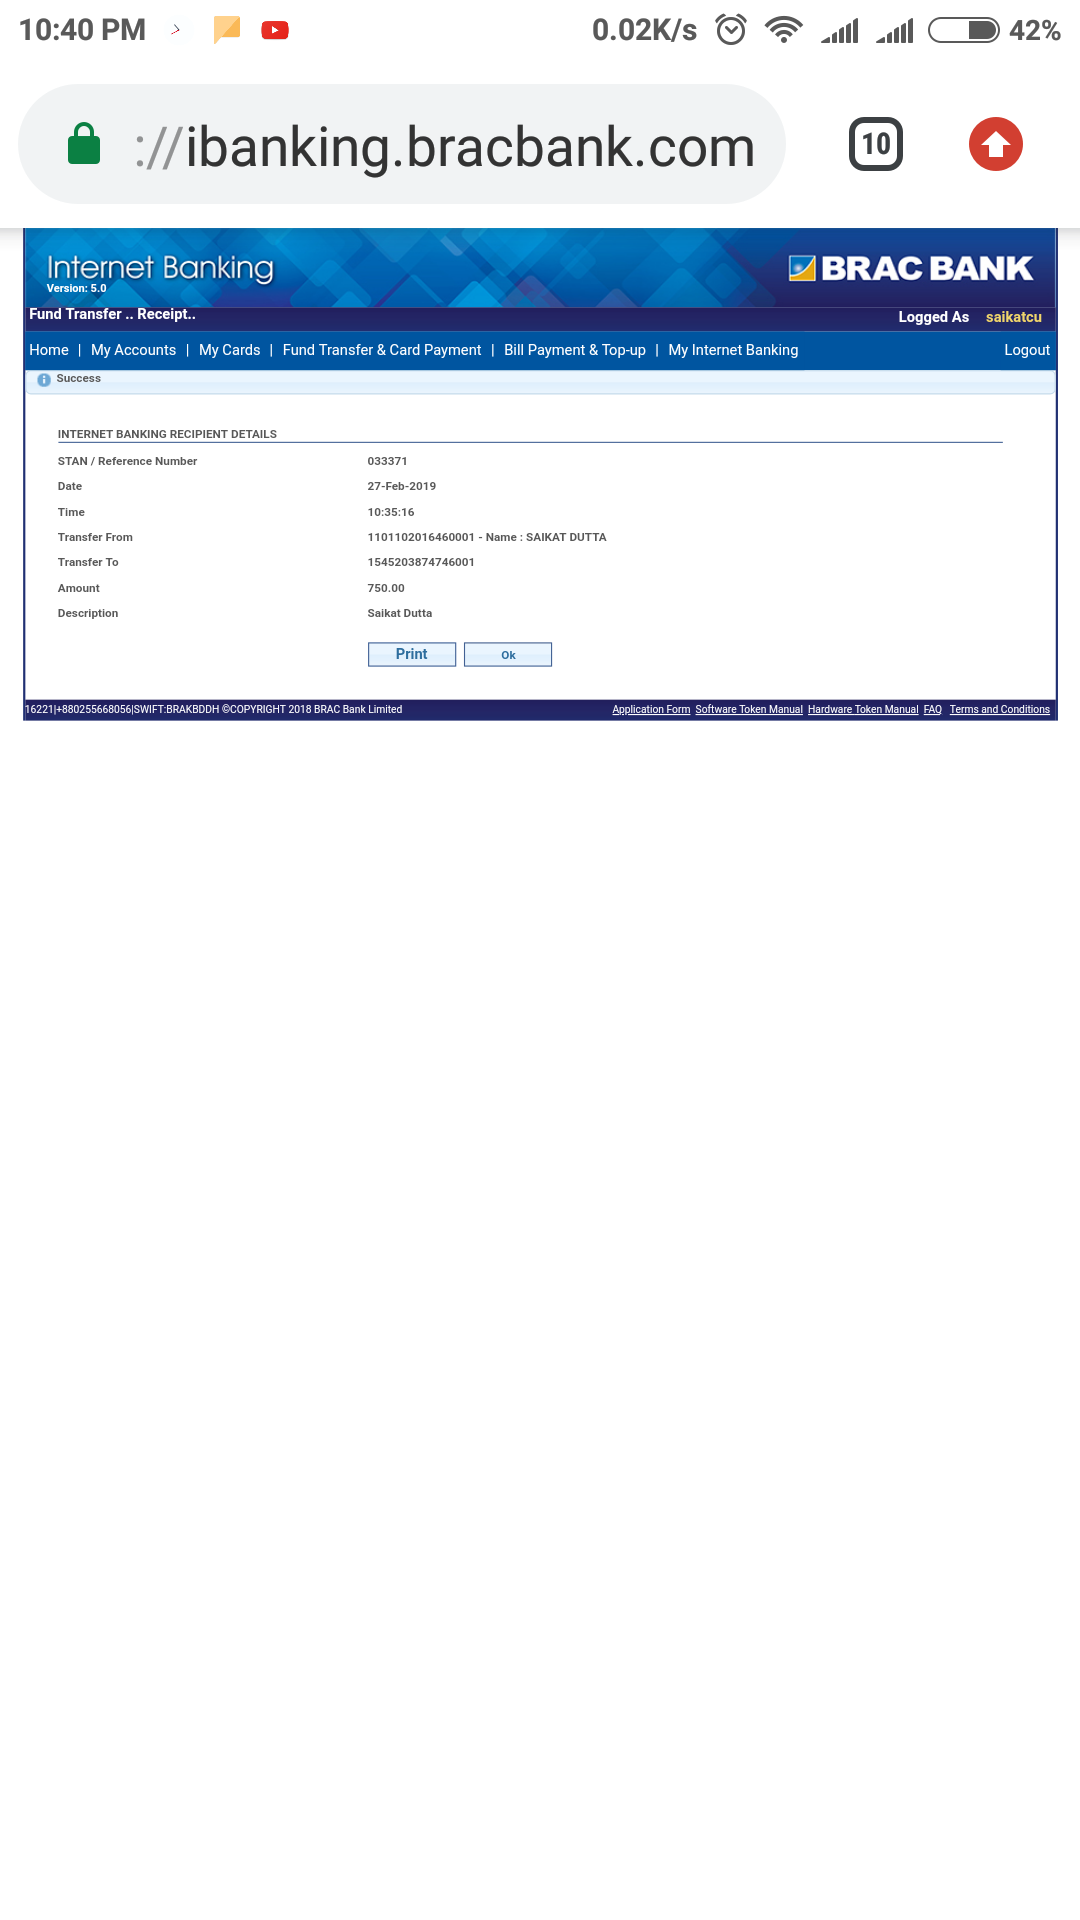 10:40 PM 0.02K/s 42%
://ibanking.bracbank.com 10
Internet Banking BRAC BANK
Version: 5.0
Fund Transfer .. Receipt.. Logged As saikatcu
Home | My Accounts | My Cards | Fund Transfer & Card Payment | Bill Payment & Top-up | My Internet Banking Logout
Success
INTERNET BANKING RECIPIENT DETAILS
STAN / Reference Number 033371
Date 27-Feb-2019
Time 10:35:16
Transfer From 1101102016460001 - Name : SAIKAT DUTTA
Transfer To 1545203874746001
Amount 750.00
Description Saikat Dutta
Print Ok
16221|+880255668056|SWIFT:BRAKBDDH ©COPYRIGHT 2018 BRAC Bank Limited Application Form Software Token Manual Hardware Token Manual FAQ Terms and Conditions